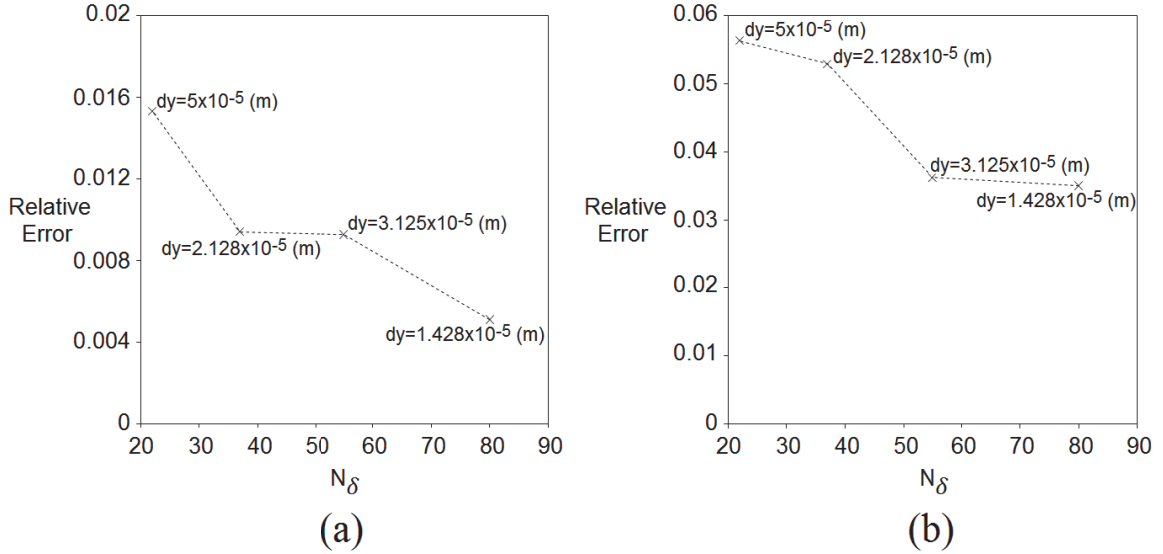 0.02
0.016
0.012
0.008
0.004
0
Relative
Error
dy=5x10-5 (m)
dy=2.128x10-5 (m)
dy=3.125x10-5 (m)
dy=1.428x10-5 (m)
20 30 40 50 60 70 80 90
Nδ
(a)
0.06
0.05
0.04
0.03
0.02
0.01
0
Relative
Error
dy=5x10-5 (m)
dy=2.128x10-5 (m)
dy=3.125x10-5 (m)
dy=1.428x10-5 (m)
20 30 40 50 60 70 80 90
Nδ
(b)